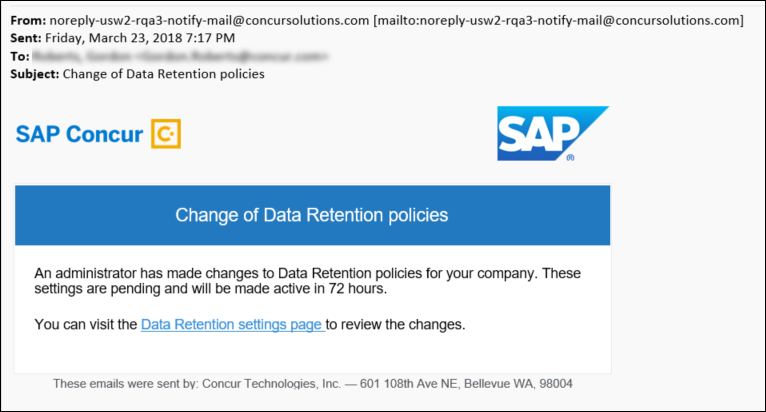 From: noreply-usw2-rqa3-notify-mail@concursolutions.com [mailto:noreply-usw2-rqa3-notify-mail@concursolutions.com]
Sent: Friday, March 23, 2018 7:17 PM
To:
Subject: Change of Data Retention policies
SAP Concur C.
SAP ®
Change of Data Retention policies
An administrator has made changes to Data Retention policies for your company. These
settings are pending and will be made active in 72 hours.
You can visit the Data Retention settings page to review the changes.
These emails were sent by: Concur Technologies, Inc. — 601 108th Ave NE, Bellevue WA, 98004